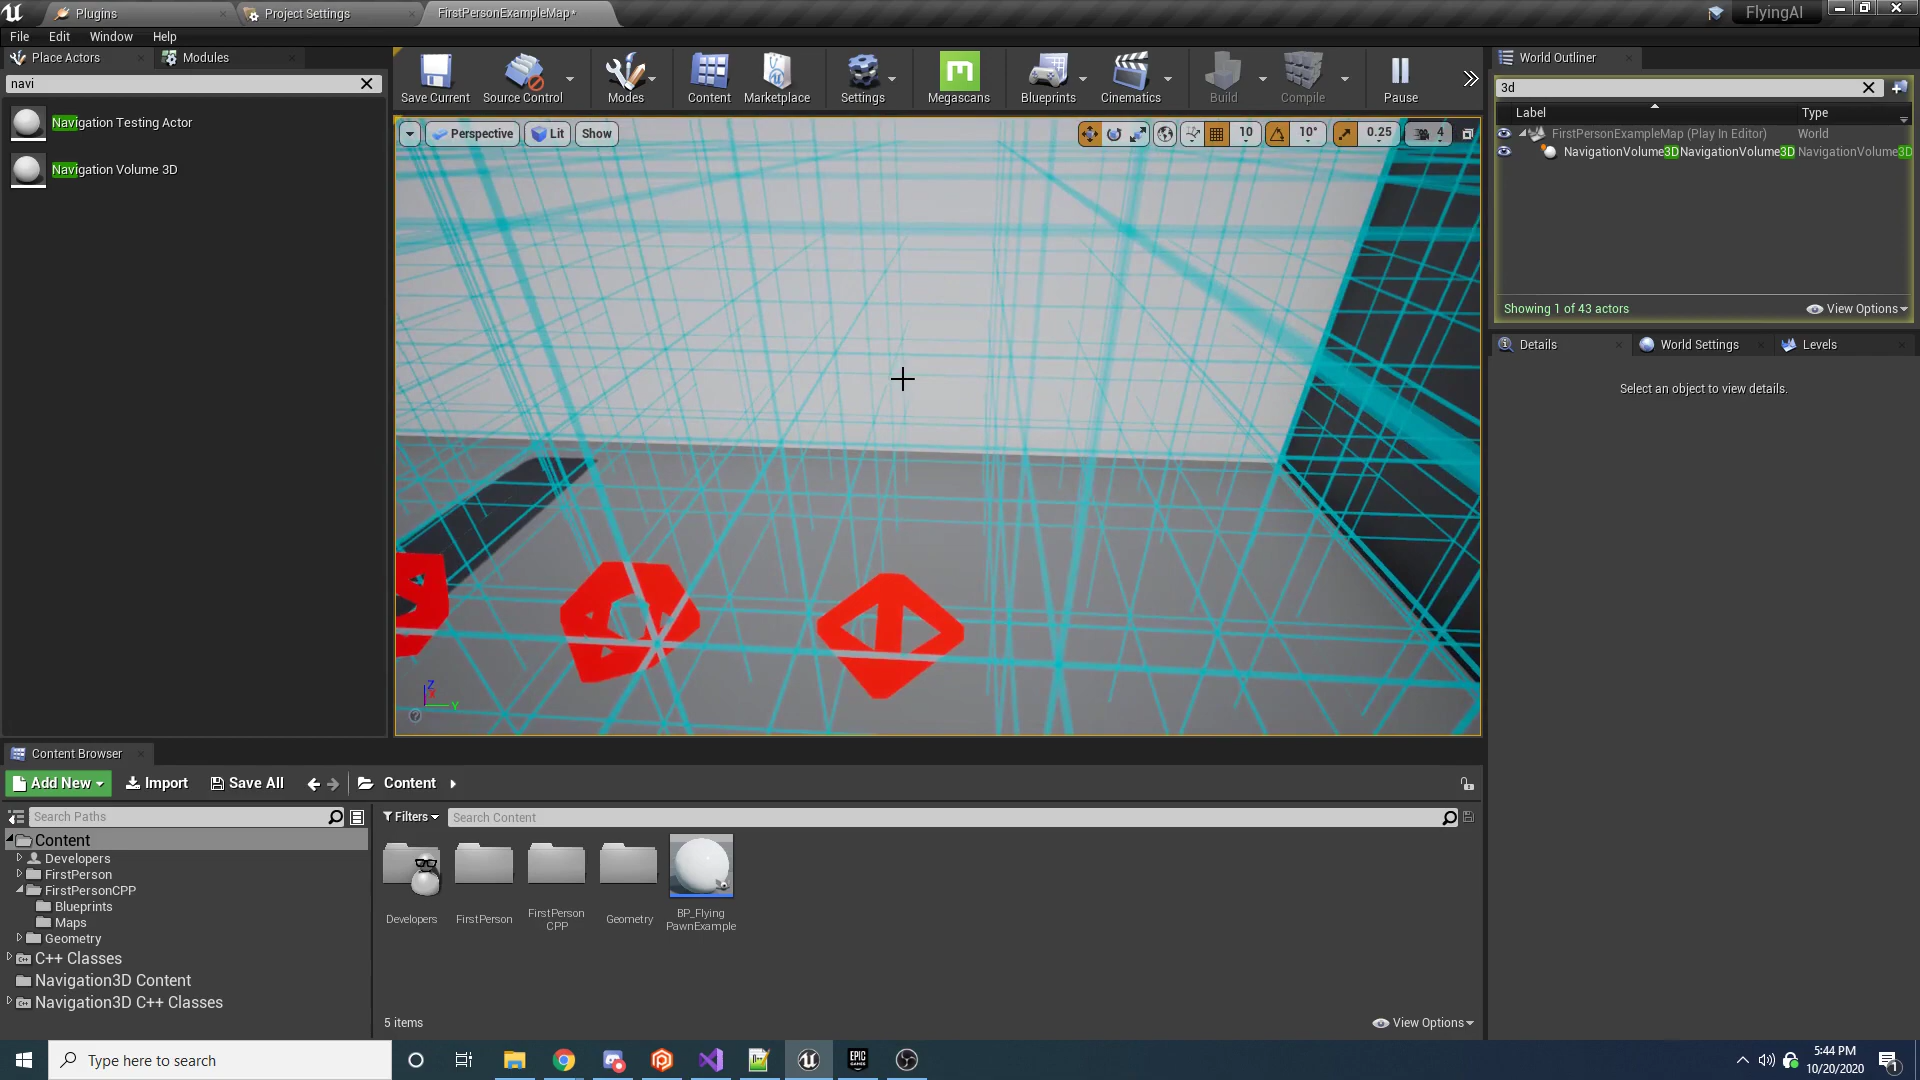 Plugins
Project Settings
FirstPersonExampleMap*
FlyingAI
File Edit Window Help
Place Actors
Modules
World Outliner
navi
Navigation Testing Actor
Navigation Volume 3D
Save Current
Source Control
Modes
Content
Marketplace
Settings
Megascans
Blueprints
Cinematics
Build
Compile
Pause
Perspective
Lit
Show
10
10°
0.25
4
3d
Label
Type
FirstPersonExampleMap (Play In Editor)
World
NavigationVolume3DNavigationVolume3D NavigationVolume3D
Showing 1 of 43 actors
View Options
Details
World Settings
Levels
Select an object to view details.
Z
X
Y
Content Browser
Add New
Import
Save All
Content
Search Paths
Filters
Search Content
Content
Developers
FirstPerson
FirstPersonCPP
Blueprints
Maps
Geometry
C++ Classes
Navigation3D Content
Navigation3D C++ Classes
Developers
FirstPerson
FirstPerson
CPP
Geometry
BP_Flying
PawnExample
5 items
View Options
Type here to search
EPIC
GAMES
5:44 PM
10/20/2020
1